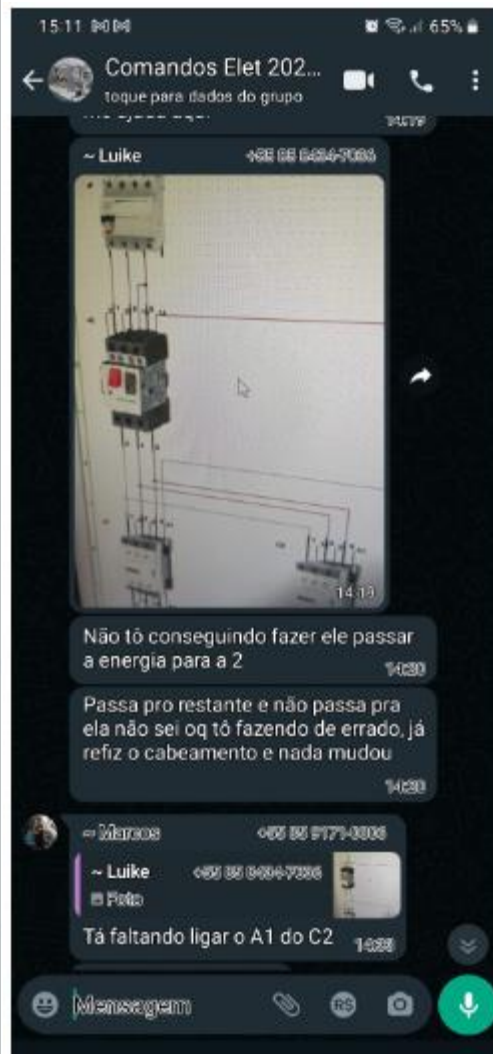 15:11
65%
Comandos Elet 202...
toque para dados do grupo
14:19
~ Luike
14:19
Não tô conseguindo fazer ele passar
a energia para a 2
14:20
Passa pro restante e não passa pra
ela não sei oq tô fazendo de errado, já
refiz o cabeamento e nada mudou
14:20
~ Marcos
~ Luike
Foto
Tá faltando ligar o A1 do C2
Mensagem
R$